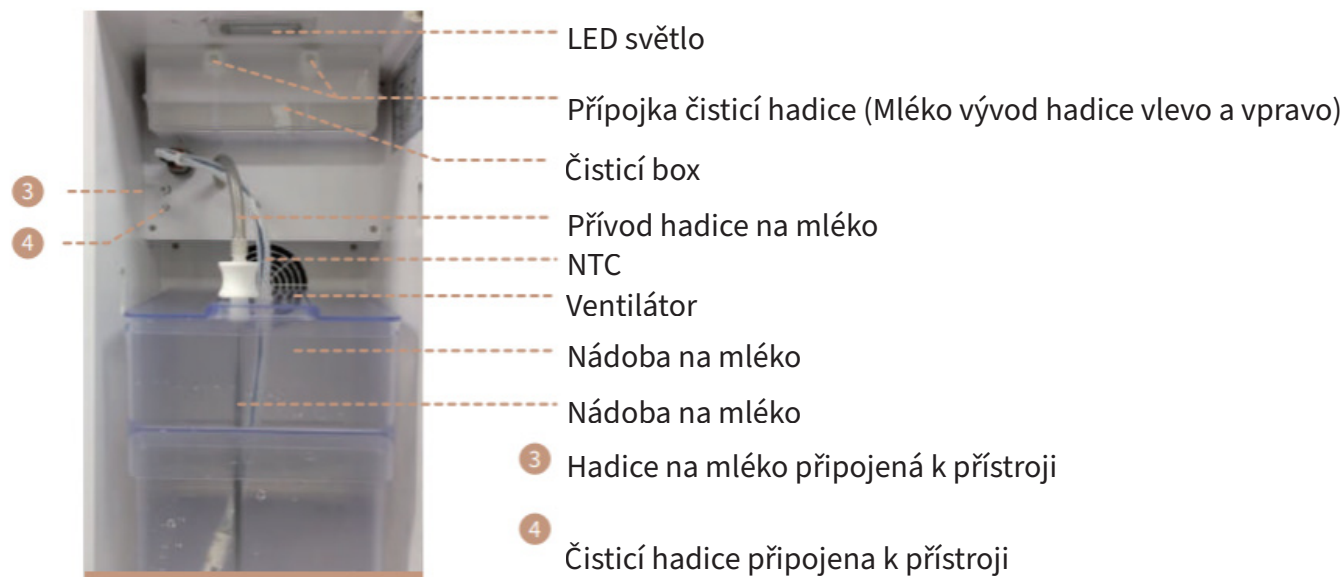 LED světlo
Přípojka čisticí hadice (Mléko vývod hadice vlevo a vpravo)
Čisticí box
3
Přívod hadice na mléko
4
NTC
Ventilátor
Nádoba na mléko
Nádoba na mléko
3 Hadice na mléko připojená k přístroji
4
Čisticí hadice připojena k přístroji